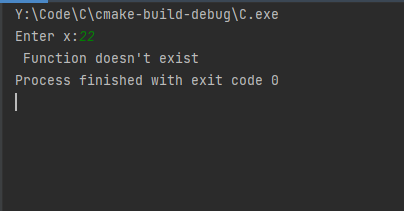 Y:\Code\C\cmake-build-debug\C.exe
Enter x:22
 Function doesn't exist
Process finished with exit code 0